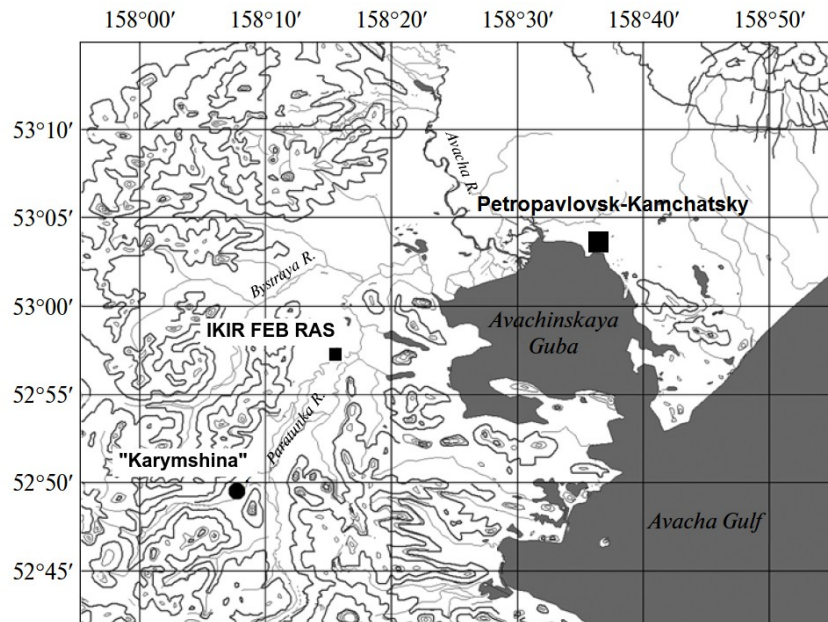 158°00′ 158°10′ 158°20′ 158°30′ 158°40′ 158°50′
53°10′
Avacha R.
Petropavlovsk-Kamchatsky
53°05′
Bystraya R.
53°00′
IKIR FEB RAS
Avachinskaya
Guba
52°55′
Paratunka R.
"Karymshina"
52°50′
Avacha Gulf
52°45′